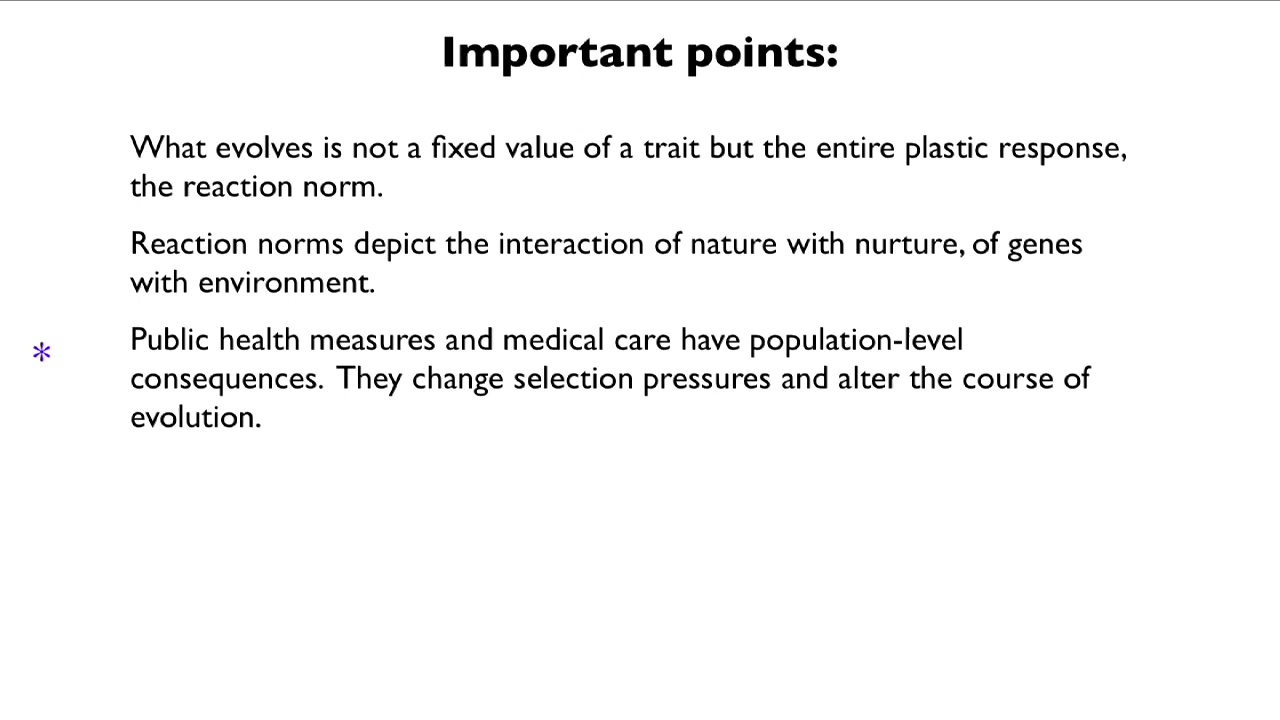 Important points:
What evolves is not a fixed value of a trait but the entire plastic response,
the reaction norm.
Reaction norms depict the interaction of nature with nurture, of genes
with environment.
* Public health measures and medical care have population-level
consequences. They change selection pressures and alter the course of
evolution.